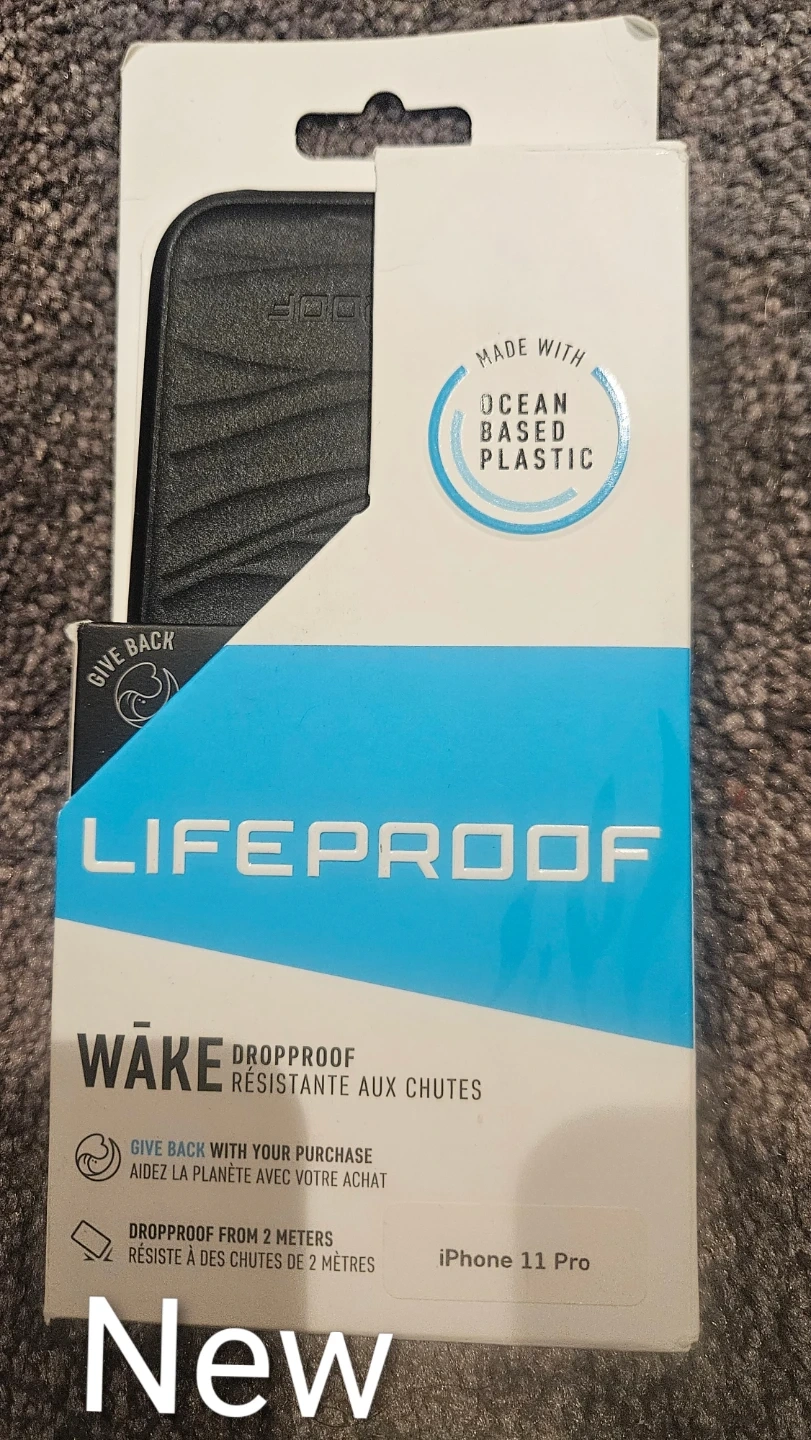 MADE WITH
OCEAN
BASED
PLASTIC
GIVE BACK
LIFEPROOF
WĀKE DROPPROOF
RÉSISTANTE AUX CHUTES
GIVE BACK WITH YOUR PURCHASE
AIDEZ LA PLANÈTE AVEC VOTRE ACHAT
DROPPROOF FROM 2 METERS
RÉSISTE À DES CHUTES DE 2 MÈTRES
iPhone 11 Pro
New